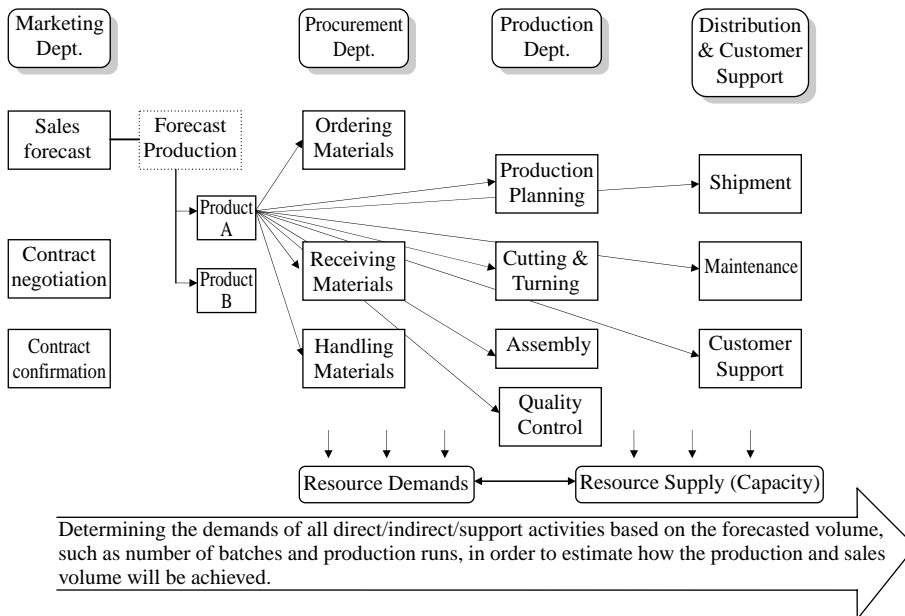 Marketing
Dept.
Procurement
Dept.
Production
Dept.
Distribution
& Customer
Support
Sales
forecast
Forecast
Production
Ordering
Materials
Production
Planning
Shipment
Product
A
Contract
negotiation
Product
B
Receiving
Materials
Cutting &
Turning
Maintenance
Contract
confirmation
Handling
Materials
Assembly
Customer
Support
Quality
Control
Resource Demands
Resource Supply (Capacity)
Determining the demands of all direct/indirect/support activities based on the forecasted volume,
such as number of batches and production runs, in order to estimate how the production and sales
volume will be achieved.